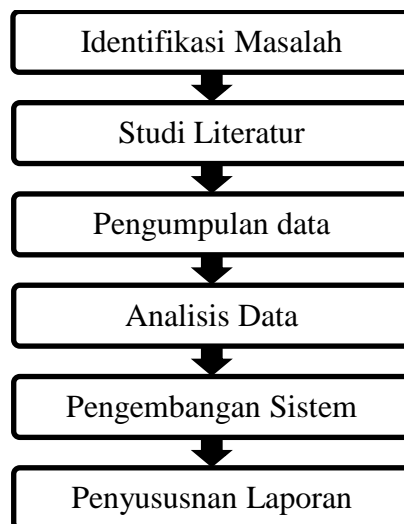 Identifikasi Masalah
Studi Literatur
Pengumpulan data
Analisis Data
Pengembangan Sistem
Penyususnan Laporan